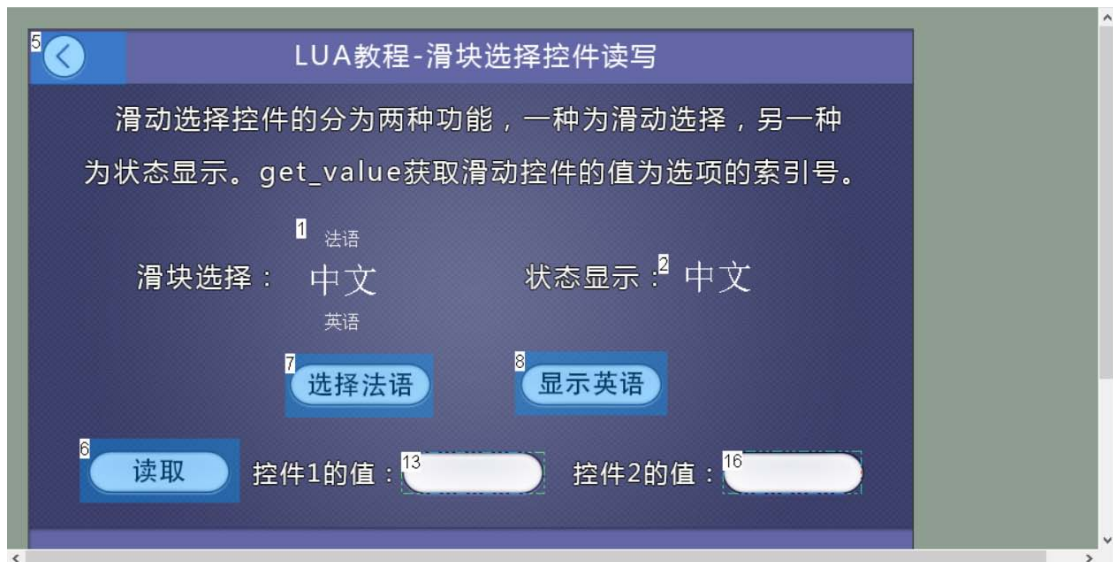 5
LUA教程-滑块选择控件读写
滑动选择控件的分为两种功能，一种为滑动选择，另一种
为状态显示。get_value获取滑动控件的值为选项的索引号。
1 法语
滑块选择： 中文 状态显示： 2 中文
英语
7 选择法语 8 显示英语
6 读取 控件1的值： 13 控件2的值： 16